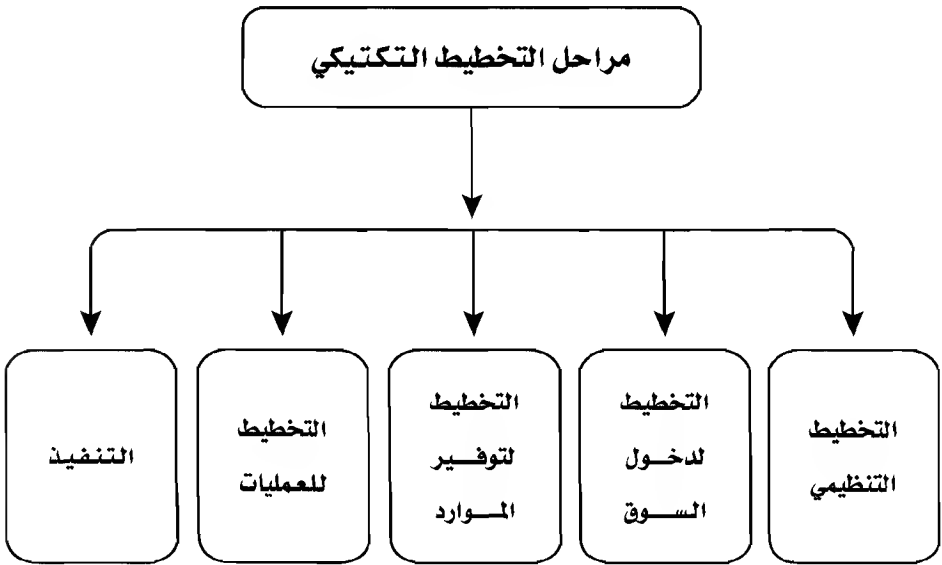 مراحل التخطيط التكتيكي
التخطيط
التنظيمي
التخطيط
لدخول
السوق
التخطيط
لتوفير
الموارد
التخطيط
للعمليات
التنفيذ